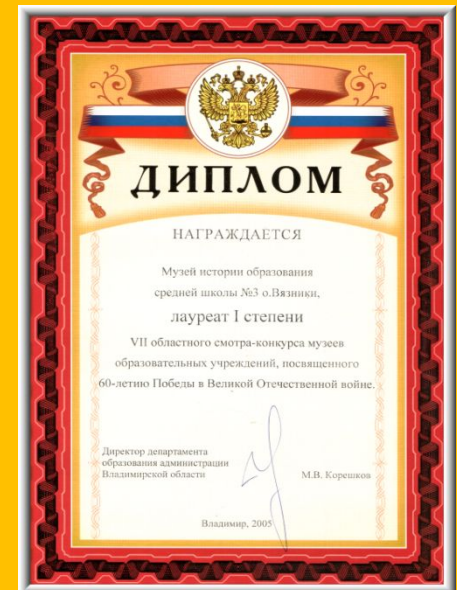 ДИПЛОМ
НАГРАЖДАЕТСЯ
Музей истории образования
средней школы №3 о.Вязники,
лауреат I степени
VII областного смотра-конкурса музеев
образовательных учреждений, посвященного
60-летию Победы в Великой Отечественной войне.
Директор департамента
образования администрации
Владимирской области
М.В. Корешков
Владимир, 2005